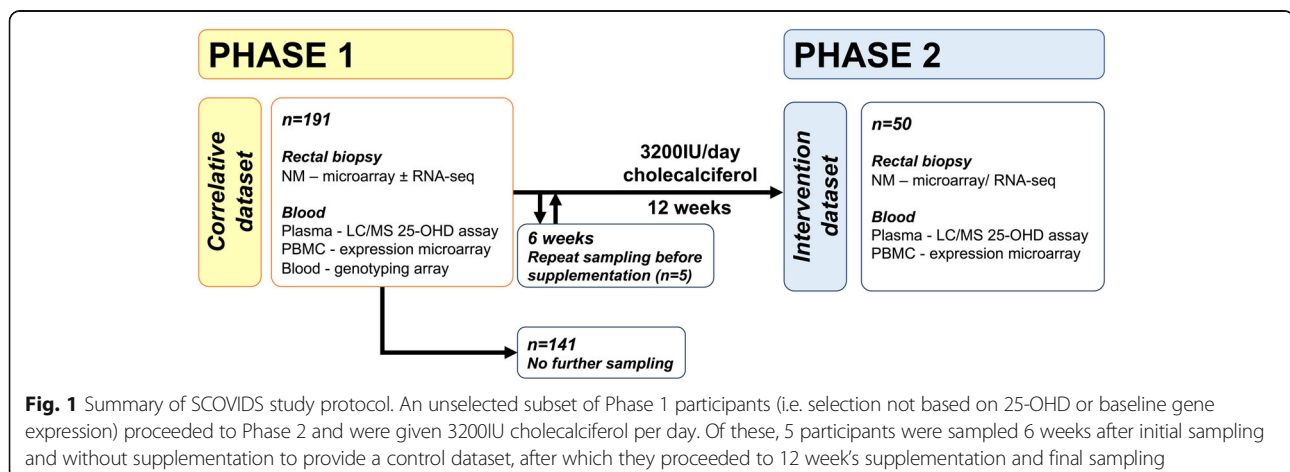 PHASE 1
PHASE 2
Correlative
dataset
n=191
Rectal biopsy
NM – microarray ± RNA-seq
Blood
Plasma - LC/MS 25-OHD assay
PBMC - expression microarray
Blood - genotyping array
3200IU/day
cholecalciferol
12 weeks
6 weeks
Repeat sampling before
supplementation (n=5)
n=141
No further sampling
Intervention
dataset
n=50
Rectal biopsy
NM – microarray/ RNA-seq
Blood
Plasma - LC/MS 25-OHD assay
PBMC - expression microarray
Fig. 1 Summary of SCOVIDS study protocol. An unselected subset of Phase 1 participants (i.e. selection not based on 25-OHD or baseline gene
expression) proceeded to Phase 2 and were given 3200IU cholecalciferol per day. Of these, 5 participants were sampled 6 weeks after initial sampling
and without supplementation to provide a control dataset, after which they proceeded to 12 week's supplementation and final sampling